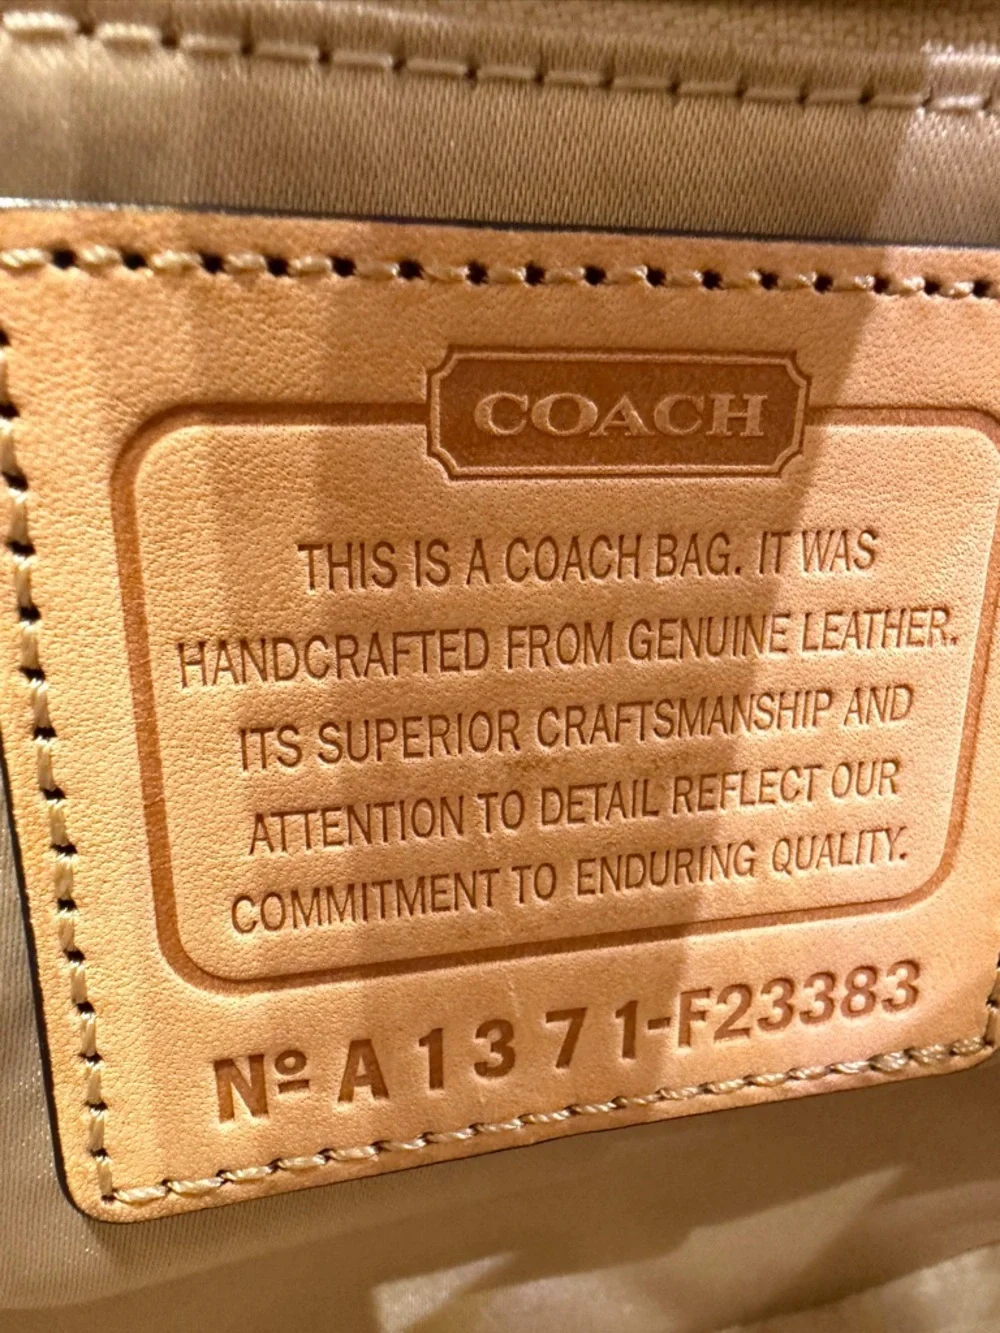 COACH
THIS IS A COACH BAG. IT WAS
HANDCRAFTED FROM GENUINE LEATHER.
ITS SUPERIOR CRAFTSMANSHIP AND
ATTENTION TO DETAIL REFLECT OUR
COMMITMENT TO ENDURING QUALITY.
Nº A1371-F23383